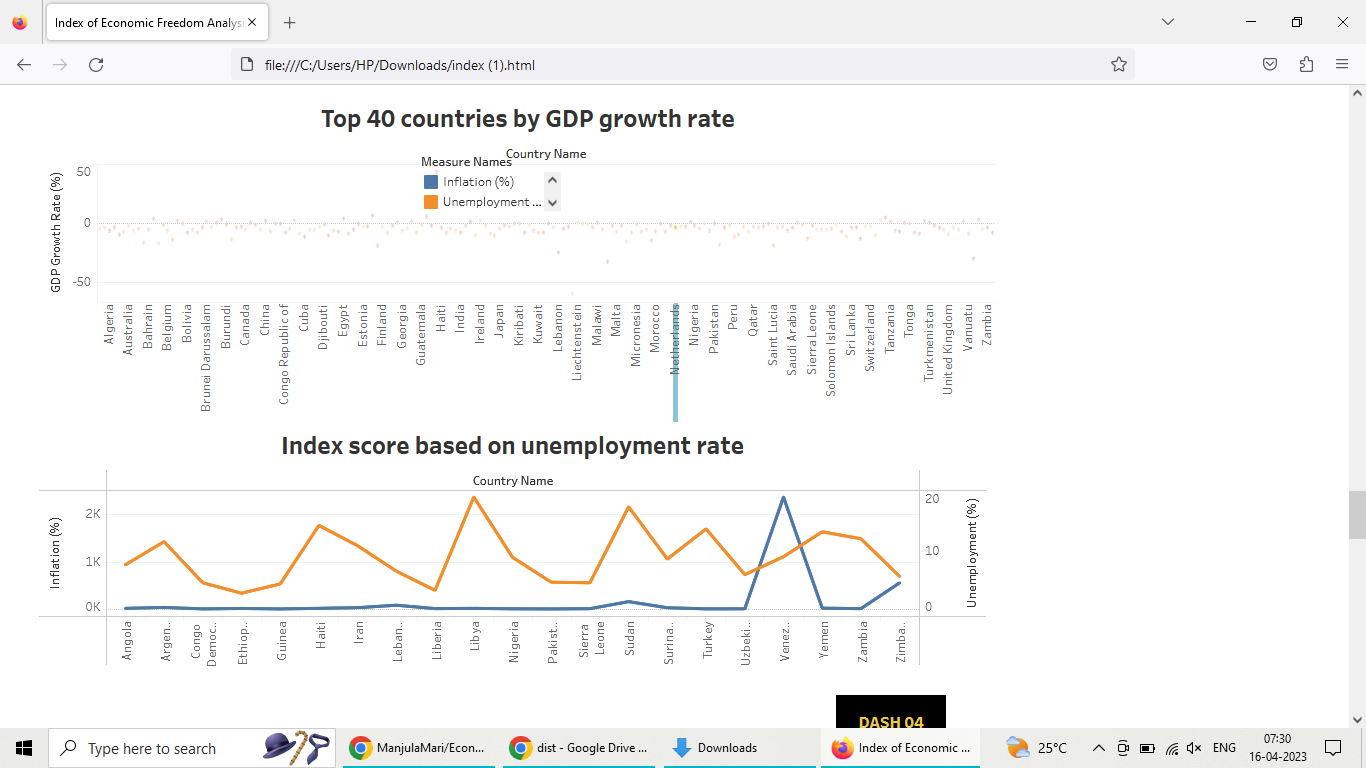 Index of Economic Freedom Analysi
file:///C:/Users/HP/Downloads/index (1).html
Top 40 countries by GDP growth rate
Country Name
Measure Names
Inflation (%)
Unemployment ...
GDP Growth Rate (%)
50
0
-50
Algeria
Australia
Bahrain
Belgium
Bolivia
Brunei Darussalam
Burundi
Canada
China
Congo Republic of
Cuba
Djibouti
Egypt
Estonia
Finland
Georgia
Guatemala
Haiti
India
Ireland
Japan
Kiribati
Kuwait
Lebanon
Liechtenstein
Malawi
Malta
Micronesia
Morocco
Netherlands
Nigeria
Pakistan
Peru
Qatar
Saint Lucia
Saudi Arabia
Sierra Leone
Solomon Islands
Sri Lanka
Switzerland
Tanzania
Tonga
Turkmenistan
United Kingdom
Vanuatu
Zambia
Index score based on unemployment rate
Country Name
Inflation (%)
2K
1K
0K
20
10
0
Unemployment (%)
Angola
Argen..
Congo
Democ..
Ethiop..
Guinea
Haiti
Iran
Leban..
Liberia
Libya
Nigeria
Pakist..
Sierra
Leone
Sudan
Surina..
Turkey
Uzbeki..
Venez..
Yemen
Zambia
Zimba..
DASH 04
Type here to search
ManjulaMari/Econ...
dist - Google Drive ...
Downloads
Index of Economic ...
25°C
ENG
07:30
16-04-2023